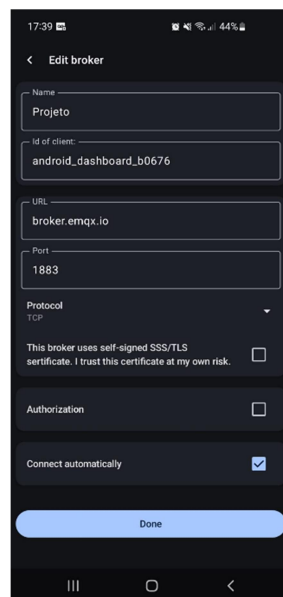 17:39 44%
Edit broker
Name
Projeto
Id of client:
android_dashboard_b0676
URL
broker.emqx.io
Port
1883
Protocol
TCP
This broker uses self-signed SSS/TLS
sertificate. I trust this certificate at my own risk.
Authorization
Connect automatically
Done